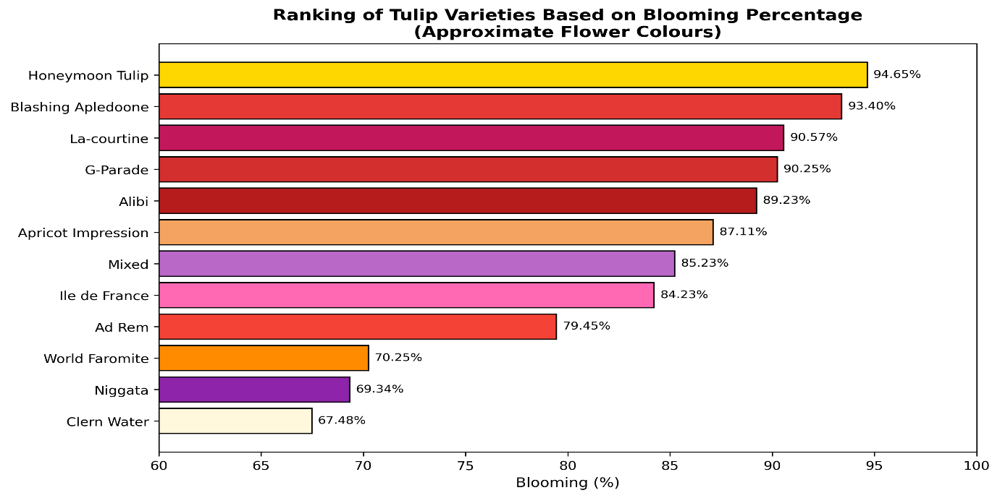 Ranking of Tulip Varieties Based on Blooming Percentage
(Approximate Flower Colours)
Honeymoon Tulip 94.65%
Blashing Apledoone 93.40%
La-courtine 90.57%
G-Parade 90.25%
Alibi 89.23%
Apricot Impression 87.11%
Mixed 85.23%
Ile de France 84.23%
Ad Rem 79.45%
World Faromite 70.25%
Niggata 69.34%
Clern Water 67.48%
60 65 70 75 80 85 90 95 100
Blooming (%)